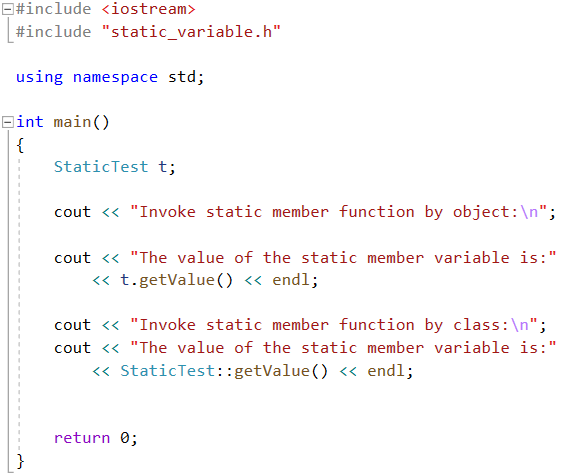 #include <iostream>
#include "static_variable.h"
using namespace std;
int main()
{
StaticTest t;
cout << "Invoke static member function by object:\n";
cout << "The value of the static member variable is:"
<< t.getValue() << endl;
cout << "Invoke static member function by class:\n";
cout << "The value of the static member variable is:"
<< StaticTest::getValue() << endl;
return 0;
}